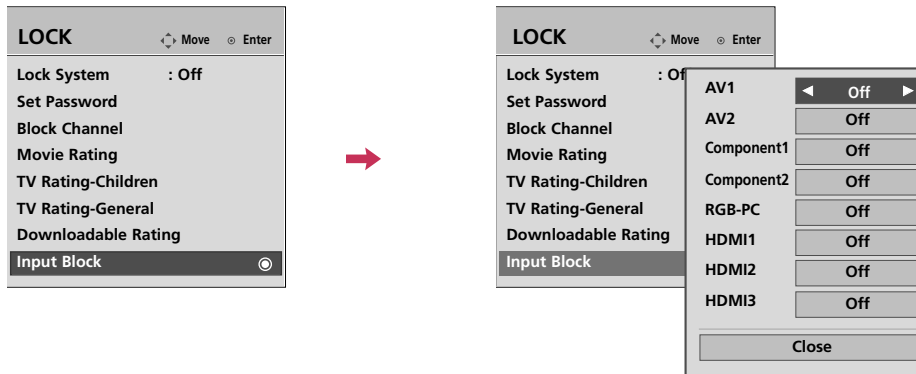 LOCK Move Enter
Lock System : Off
Set Password
Block Channel
Movie Rating
TV Rating-Children
TV Rating-General
Downloadable Rating
Input Block
LOCK Move Enter
Lock System
Set Password
Block Channel
Movie Rating
TV Rating-Children
TV Rating-General
Downloadable Rating
Input Block
AV1 Off
AV2 Off
Component1 Off
Component2 Off
RGB-PC Off
HDMI1 Off
HDMI2 Off
HDMI3 Off
Close